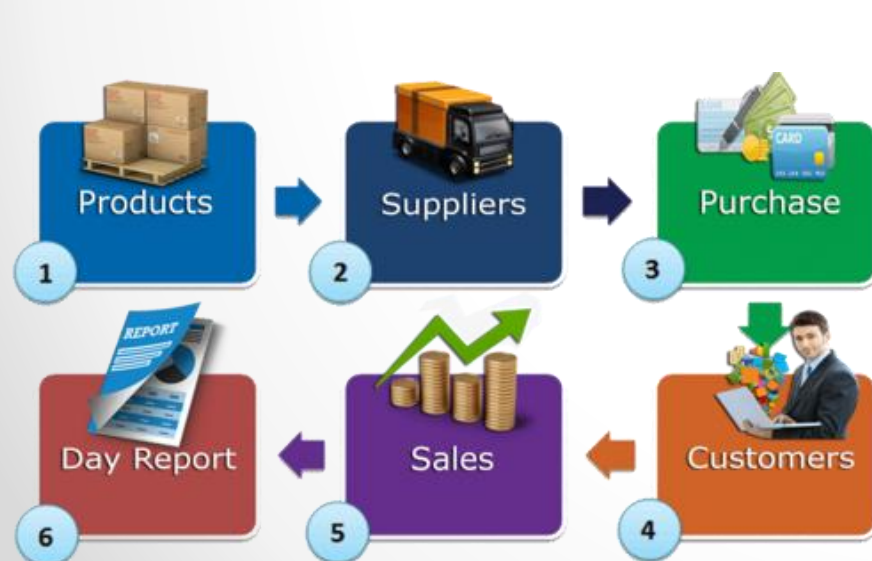 Products
1
Suppliers
2
CARD
Purchase
3
REPORT
Day Report
6
Sales
5
Customers
4